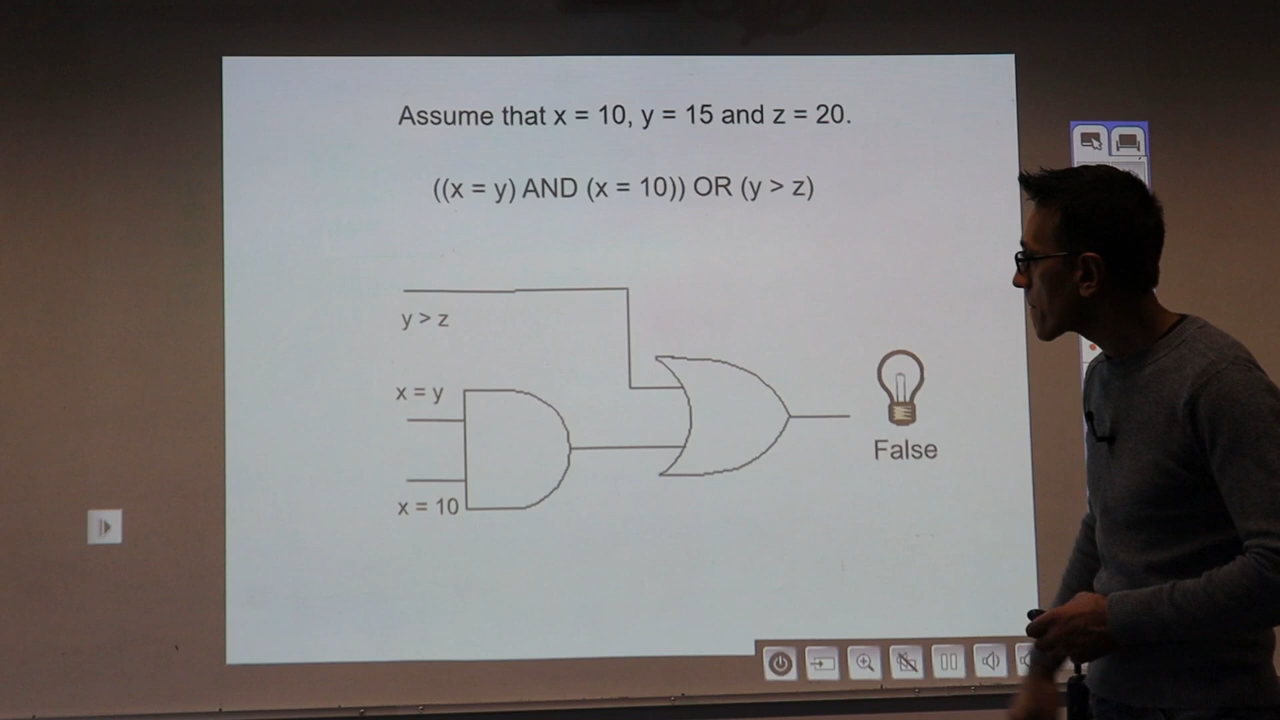 Assume that x = 10, y = 15 and z = 20.
((x = y) AND (x = 10)) OR (y > z)
y > z
x = y
x = 10
False